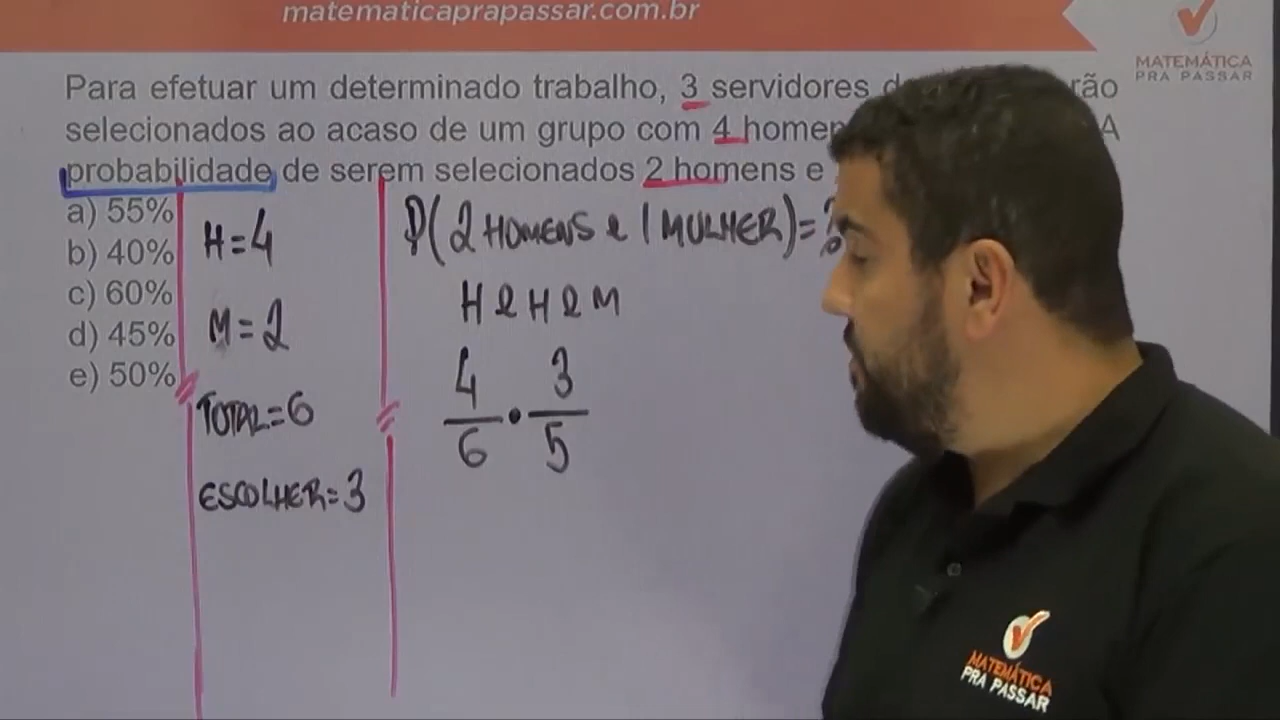 matematicaprapassar.com.br
MATEMÁTICA
PRA PASSAR
Para efetuar um determinado trabalho, 3 servidores
selecionados ao acaso de um grupo com 4 A
probabilidade de serem selecionados 2 homens e
a) 55%
b) 40%
c) 60%
d) 45%
e) 50%
H=4
M=2
TOTAL=6
ESCOLHER=3
P(2 HOMENS e 1 MULHER)=?
H e H e M
4/6 • 3/5
MATEMÁTICA
PRA PASSAR